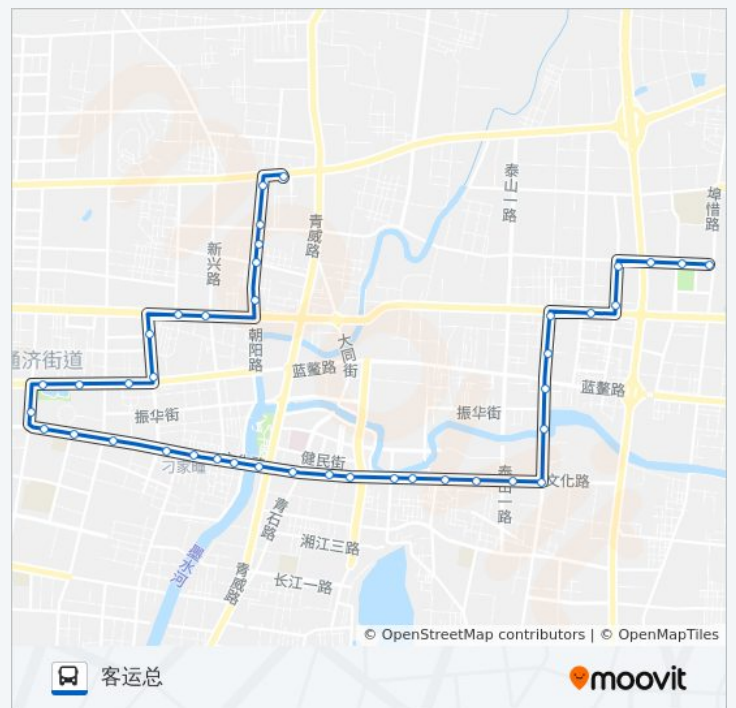 泰山一路
埠惜路
青威路
新兴路
朝阳路
大同街
通济街道
蓝鳌路
蓝鳌路
振华街
振华街
健民街
文化路
青石路
泰山一路
湘江三路
墨水河
青威路
长江一路
© OpenStreetMap contributors | © OpenMapTiles
客运总
moovit